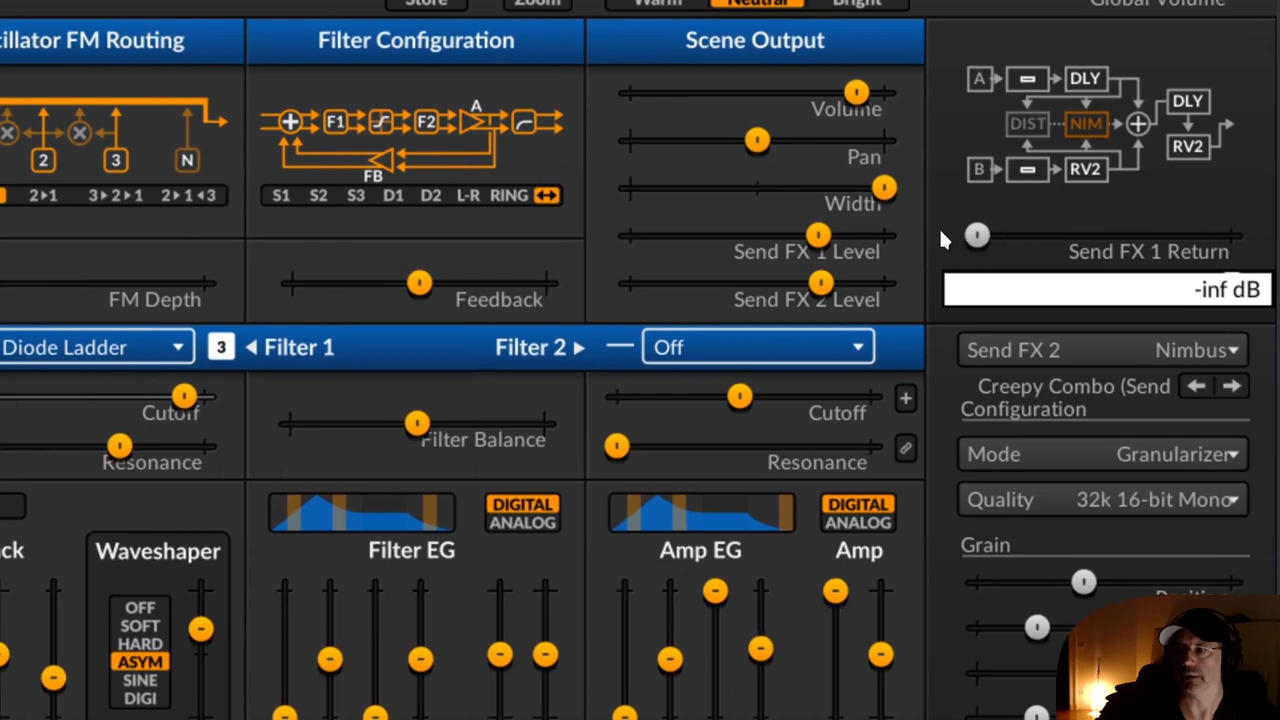 Store Zoom Warm Neutral Bright Global Volume
cillator FM Routing Filter Configuration Scene Output
A - DLY
DLY
DIST NIM
RV2
B - RV2
F1 F2 A
FB
2 3 N
2▸1 3▸2▸1 2▸1◂3
S1 S2 S3 D1 D2 L-R RING
Volume
Pan
Width
Send FX 1 Level
Send FX 2 Level
Send FX 1 Return
-inf dB
FM Depth
Feedback
Diode Ladder 3 Filter 1 Filter 2 Off
Send FX 2 Nimbus
Creepy Combo (Send
Configuration
Cutoff
Resonance
Filter Balance
Cutoff
Resonance
Mode Granularizer
Quality 32k 16-bit Mono
Grain
DIGITAL
ANALOG
Filter EG
DIGITAL
ANALOG
Amp EG
Amp
ck
Waveshaper
OFF
SOFT
HARD
ASYM
SINE
DIGI